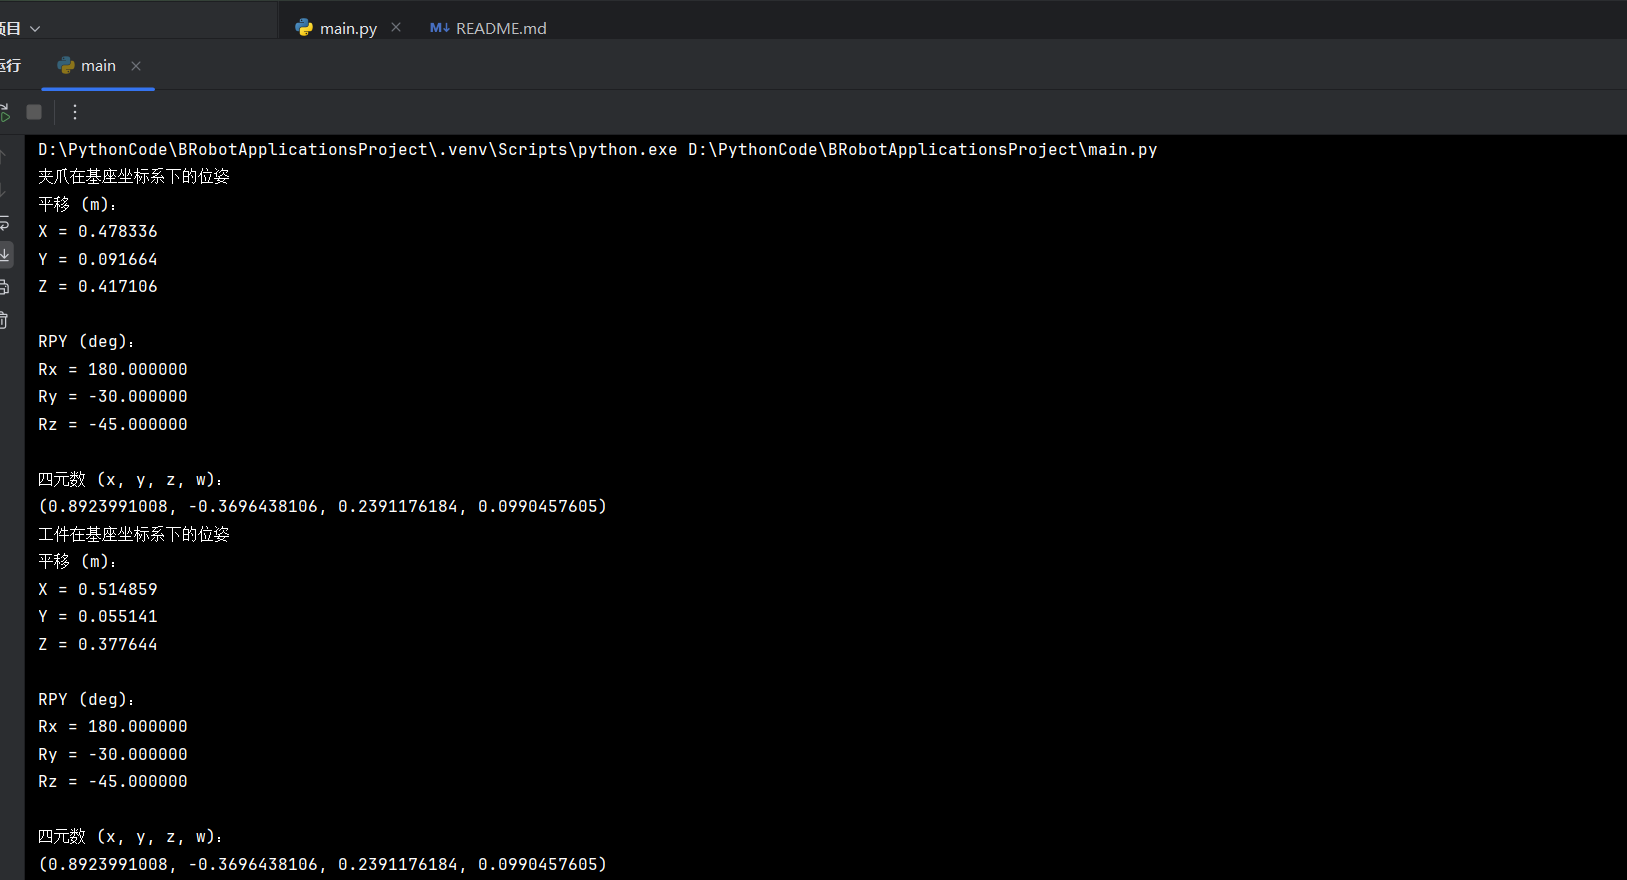 main.py
README.md
main
D:\PythonCode\BRobotApplicationsProject\.venv\Scripts\python.exe D:\PythonCode\BRobotApplicationsProject\main.py
夹爪在基座坐标系下的位姿
平移 (m):
X = 0.478336
Y = 0.091664
Z = 0.417106
RPY (deg):
Rx = 180.000000
Ry = -30.000000
Rz = -45.000000
四元数 (x, y, z, w):
(0.8923991008, -0.3696438106, 0.2391176184, 0.0990457605)
工件在基座坐标系下的位姿
平移 (m):
X = 0.514859
Y = 0.055141
Z = 0.377644
RPY (deg):
Rx = 180.000000
Ry = -30.000000
Rz = -45.000000
四元数 (x, y, z, w):
(0.8923991008, -0.3696438106, 0.2391176184, 0.0990457605)